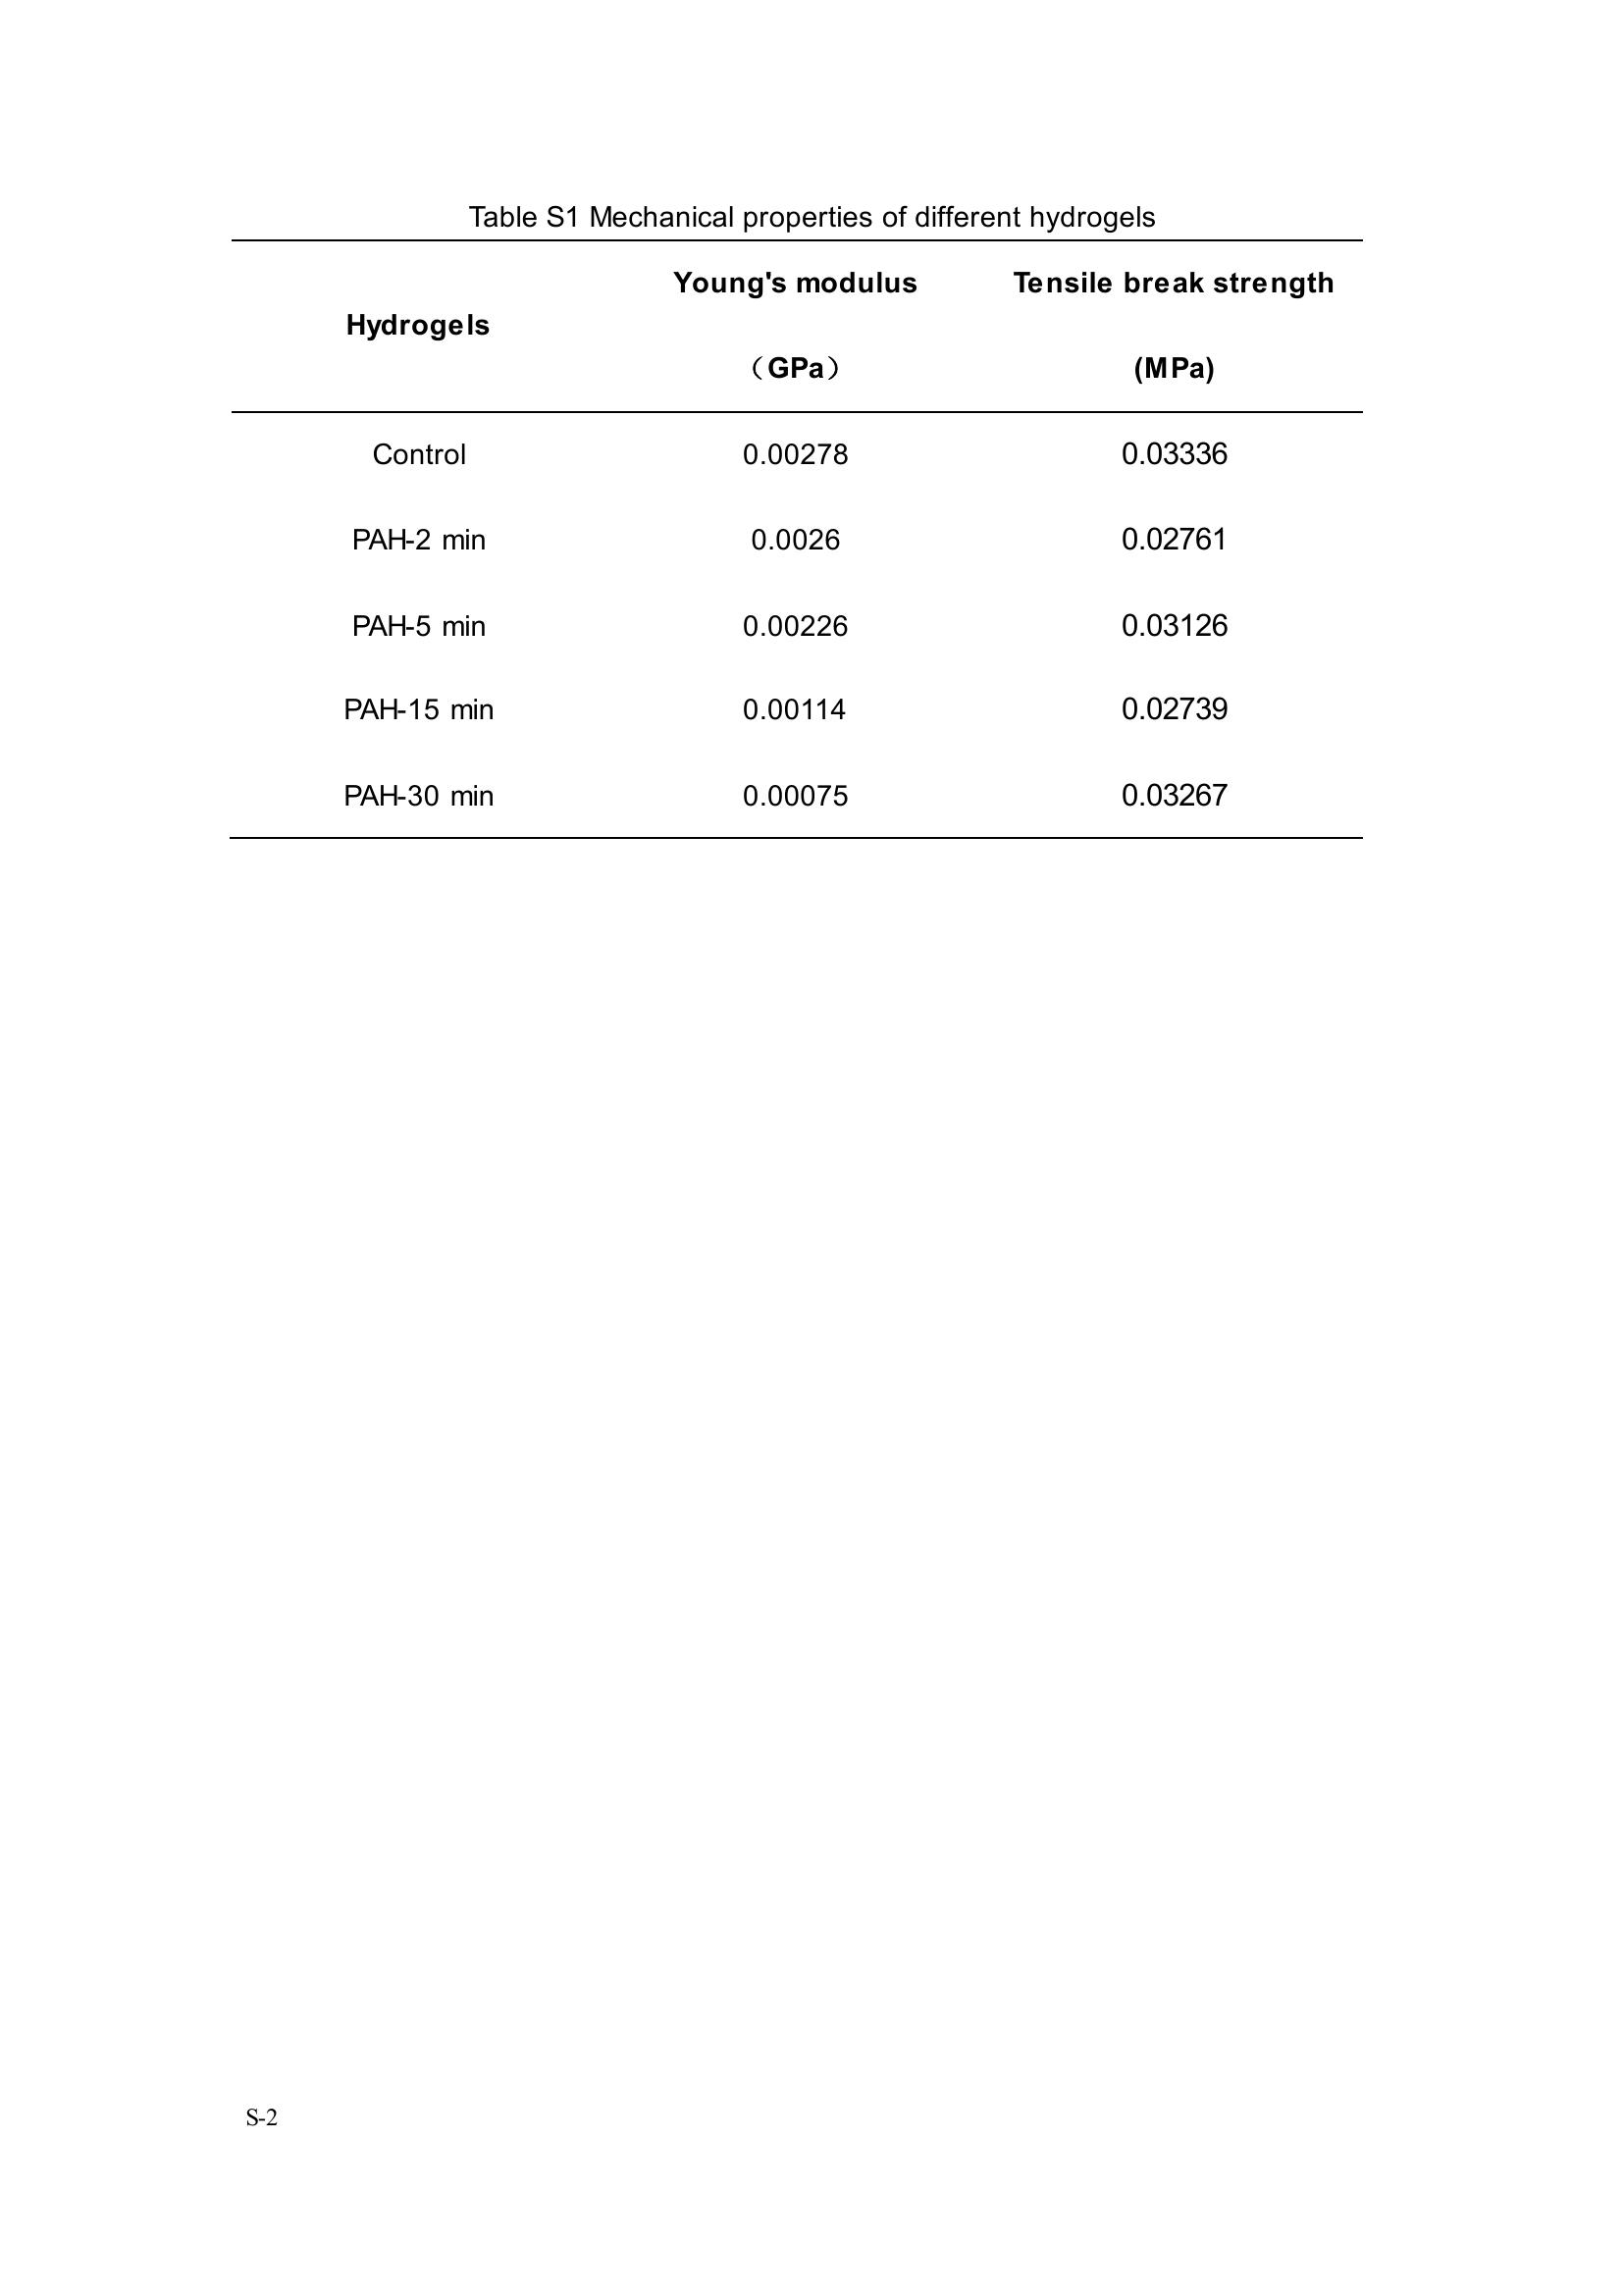 Table S1 Mechanical properties of different hydrogels
Hydrogels Young's modulus Tensile break strength
（GPa） (MPa)
Control 0.00278 0.03336
PAH-2 min 0.0026 0.02761
PAH-5 min 0.00226 0.03126
PAH-15 min 0.00114 0.02739
PAH-30 min 0.00075 0.03267
S-2